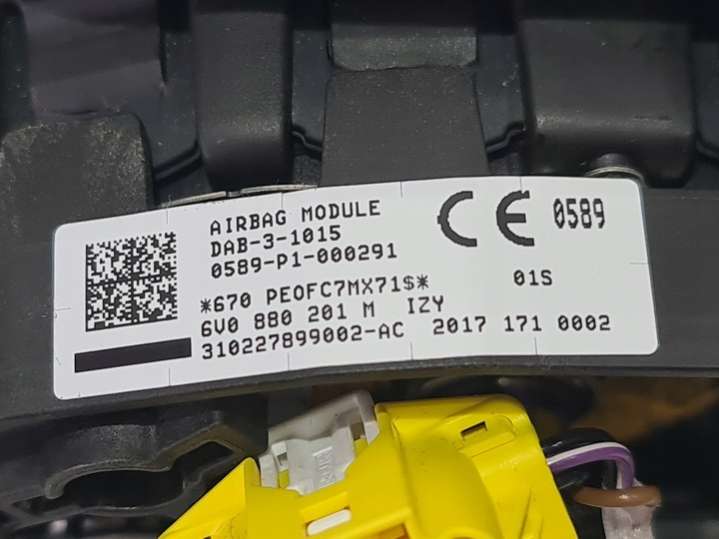 AIRBAG MODULE
DAB-3-1015
0589-P1-000291
CE 0589
*670 PE0FC7MX71$* 01S
6V0 880 201 M IZY
310227899002-AC 2017 171 0002